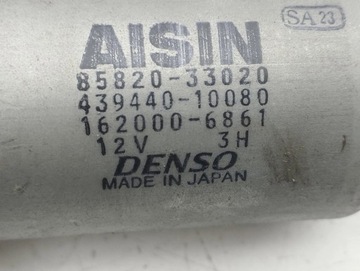 SA 23
AISIN
85820-33020
439440-10080
162000-6861
12V 3H
DENSO
MADE IN JAPAN